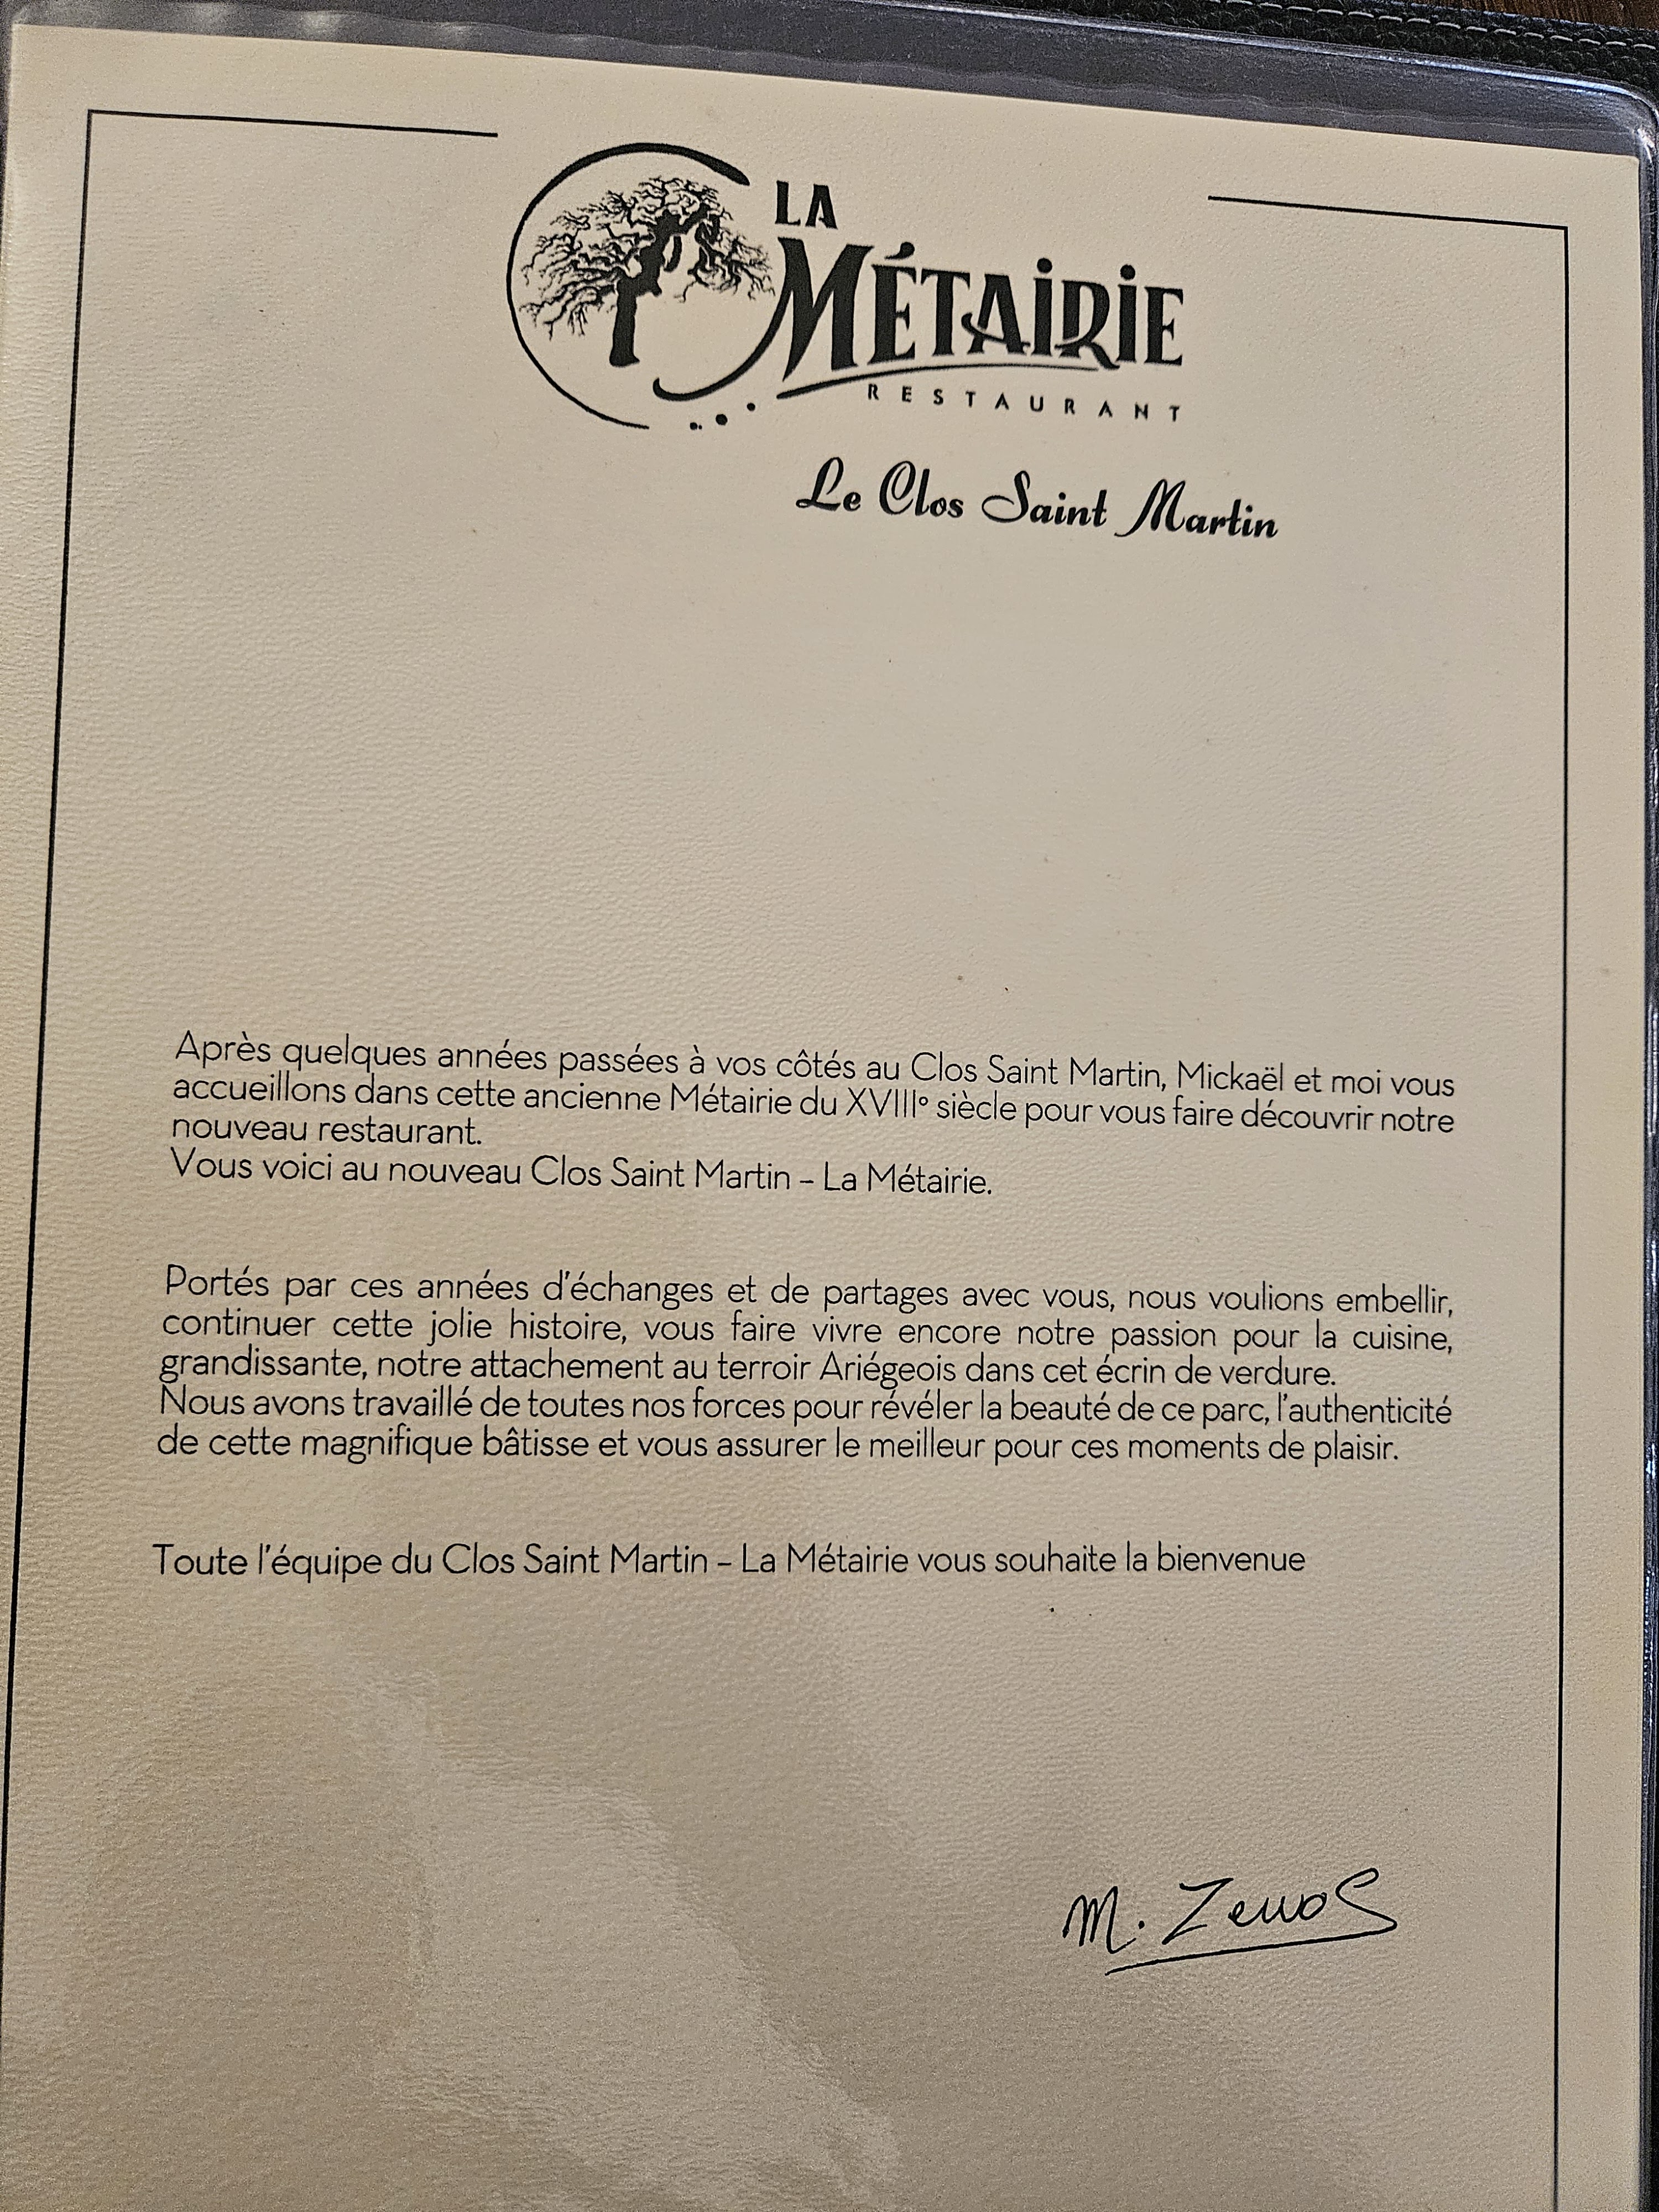 LA
MÉTAIRIE
RESTAURANT
Le Clos Saint Martin
Après quelques années passées à vos côtés au Clos Saint Martin, Mickaël et moi vous
accueillons dans cette ancienne Métairie du XVIII° siècle pour vous faire découvrir notre
nouveau restaurant.
Vous voici au nouveau Clos Saint Martin – La Métairie.
Portés par ces années d'échanges et de partages avec vous, nous voulions embellir,
continuer cette jolie histoire, vous faire vivre encore notre passion pour la cuisine,
grandissante, notre attachement au terroir Ariégeois dans cet écrin de verdure.
Nous avons travaillé de toutes nos forces pour révéler la beauté de ce parc, l'authenticité
de cette magnifique bâtisse et vous assurer le meilleur pour ces moments de plaisir.
Toute l'équipe du Clos Saint Martin – La Métairie vous souhaite la bienvenue
M.